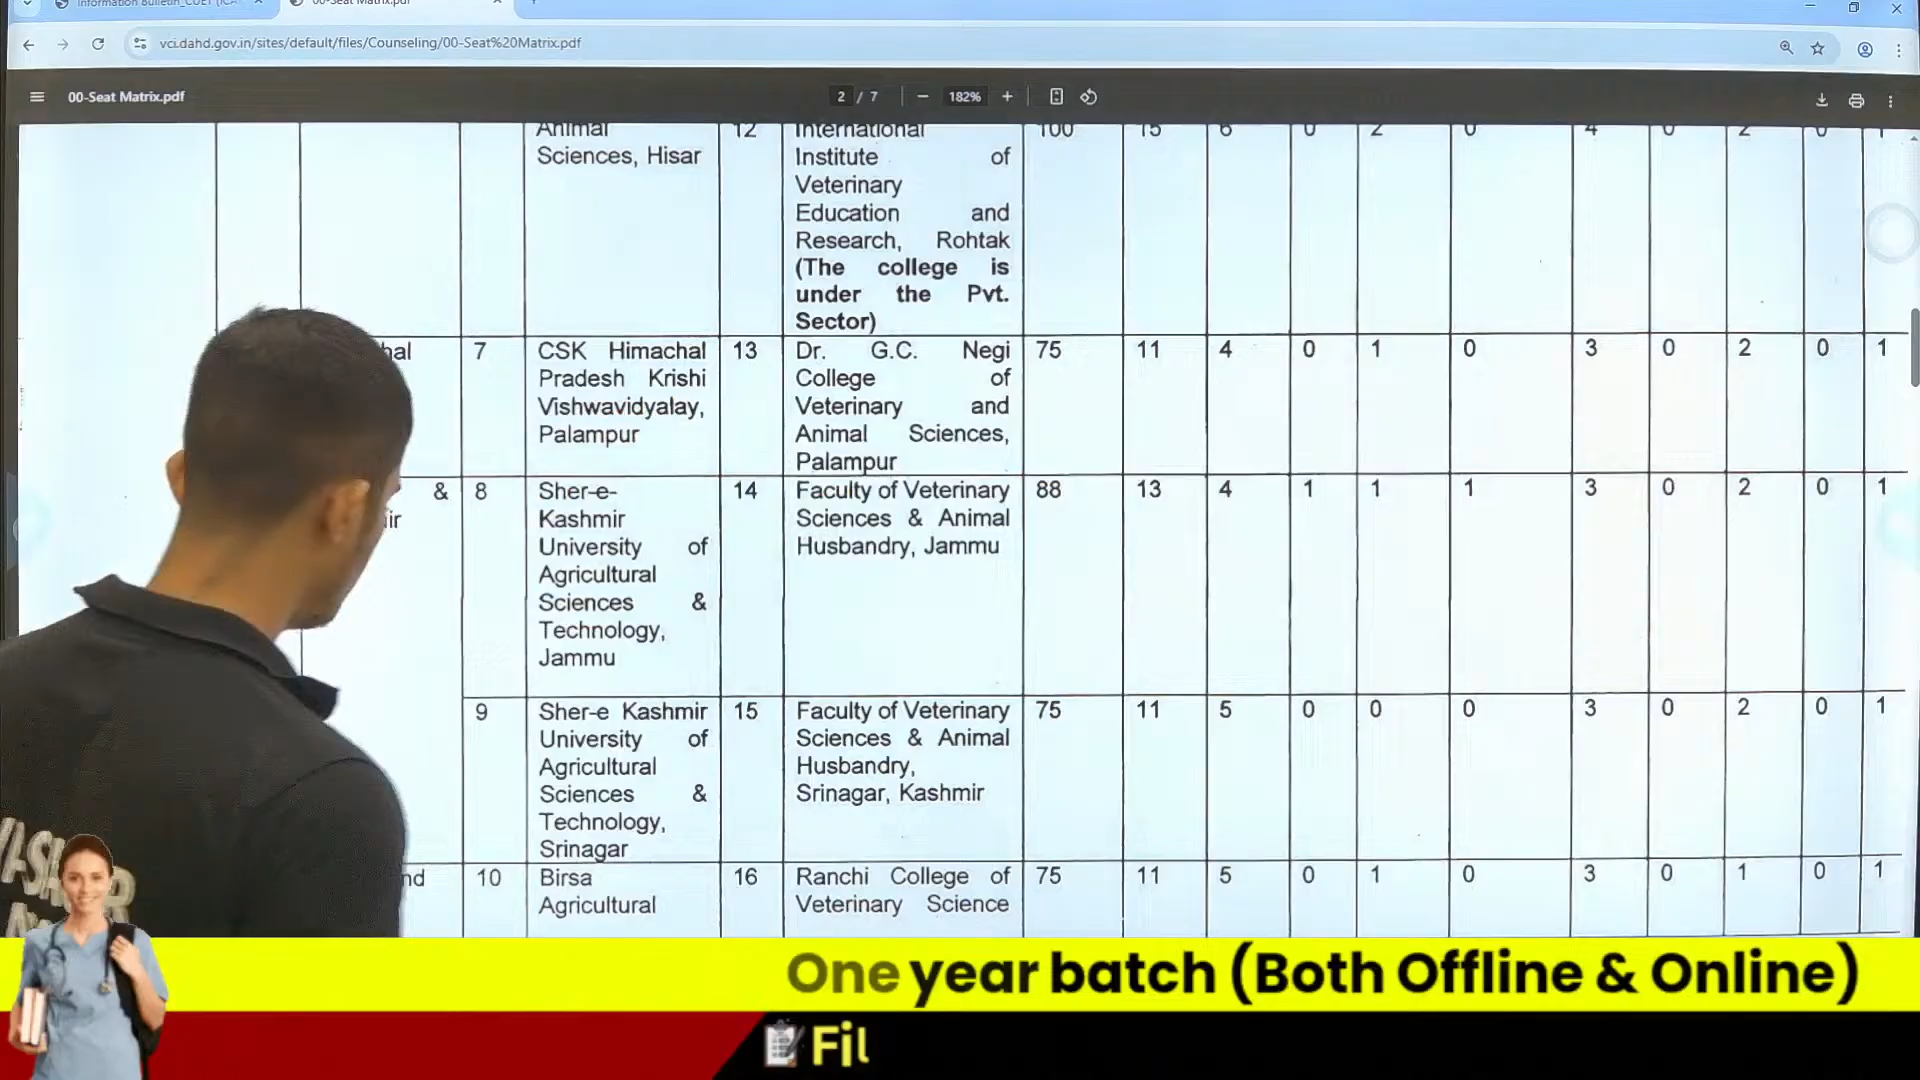 00-Seat Matrix.pdf
vci.dahd.gov.in/sites/default/files/Counseling/00-Seat%20Matrix.pdf
00-Seat Matrix.pdf 2 / 7 182%
Animal Sciences, Hisar 12 International 100 15 6 0 2 0 4 0 2 0 1
Institute of
Veterinary
Education and
Research, Rohtak
(The college is
under the Pvt.
Sector)
hal 7 CSK Himachal 13 Dr. G.C. Negi 75 11 4 0 1 0 3 0 2 0 1
Pradesh Krishi College of
Vishwavidyalay, Veterinary and
Palampur Animal Sciences,
Palampur
& 8 Sher-e- 14 Faculty of Veterinary 88 13 4 1 1 1 3 0 2 0 1
ir Kashmir Sciences & Animal
University of Husbandry, Jammu
Agricultural
Sciences &
Technology,
Jammu
9 Sher-e Kashmir 15 Faculty of Veterinary 75 11 5 0 0 0 3 0 2 0 1
University of Sciences & Animal
Agricultural Husbandry,
Sciences & Srinagar, Kashmir
Technology,
Srinagar
nd 10 Birsa 16 Ranchi College of 75 11 5 0 1 0 3 0 1 0 1
Agricultural Veterinary Science
One year batch (Both Offline & Online)
Fil